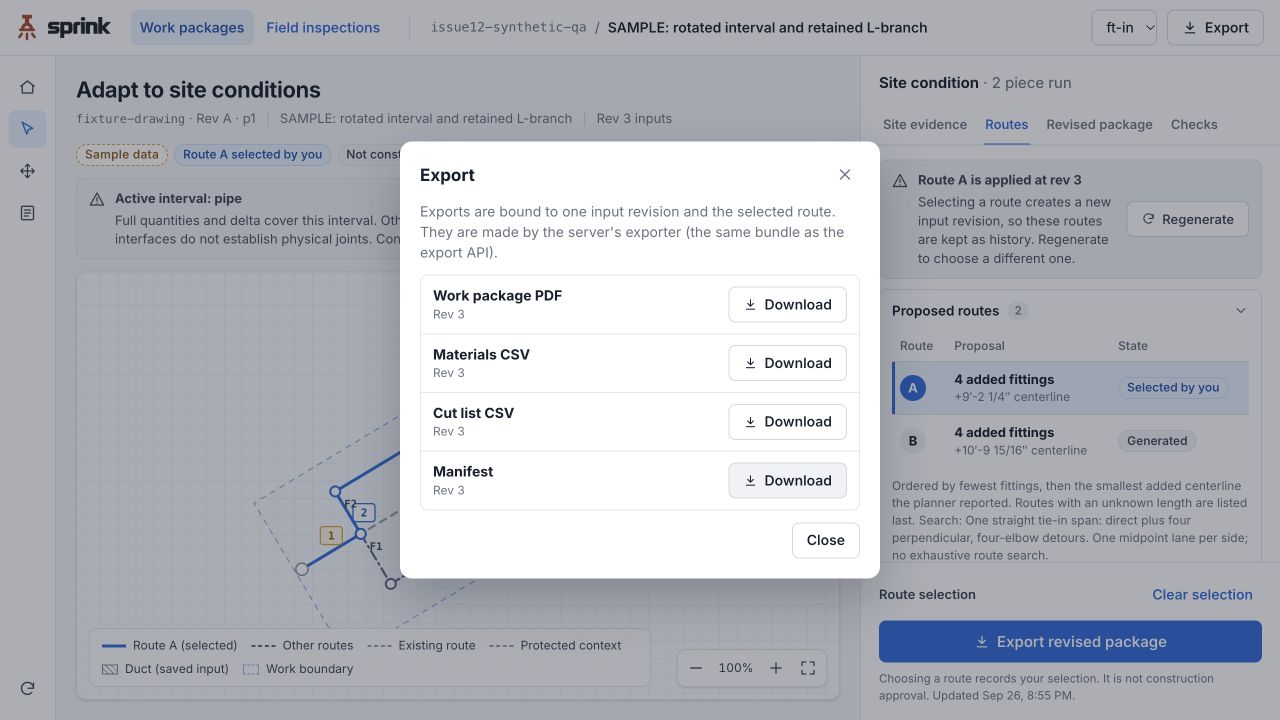 sprink
Work packages
Field inspections
issue12-synthetic-qa / SAMPLE: rotated interval and retained L-branch
ft-in
Export
Adapt to site conditions
fixture-drawing · Rev A · p1
SAMPLE: rotated interval and retained L-branch
Rev 3 inputs
Sample data
Route A selected by you
Not const
Active interval: pipe
Full quantities and delta cover this interval. Oth
interfaces do not establish physical joints. Con
F2
2
1
F1
Route A (selected)
Other routes
Existing route
Protected context
Duct (saved input)
Work boundary
100%
Export
Exports are bound to one input revision and the selected route.
They are made by the server's exporter (the same bundle as the
export API).
Work package PDF
Rev 3
Download
Materials CSV
Rev 3
Download
Cut list CSV
Rev 3
Download
Manifest
Rev 3
Download
Close
Site condition · 2 piece run
Site evidence
Routes
Revised package
Checks
Route A is applied at rev 3
Selecting a route creates a new
input revision, so these routes
are kept as history. Regenerate
to choose a different one.
Regenerate
Proposed routes 2
Route
Proposal
State
A
4 added fittings
+9′-2 1/4″ centerline
Selected by you
B
4 added fittings
+10′-9 15/16″ centerline
Generated
Ordered by fewest fittings, then the smallest added centerline
the planner reported. Routes with an unknown length are listed
last. Search: One straight tie-in span: direct plus four
perpendicular, four-elbow detours. One midpoint lane per side;
no exhaustive route search.
Route selection
Clear selection
Export revised package
Choosing a route records your selection. It is not construction
approval. Updated Sep 26, 8:55 PM.